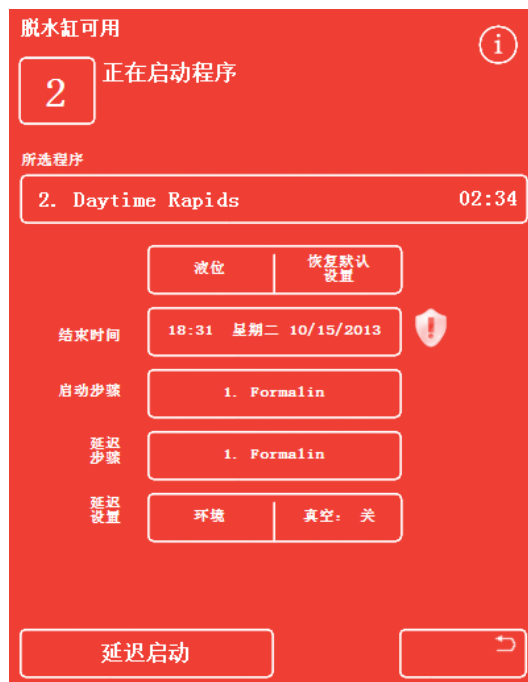 脱水缸可用
i
2
正在启动程序
所选程序
2. Daytime Rapids 02:34
液位 恢复默认
设置
结束时间 18:31 星期二 10/15/2013
启动步骤 1. Formalin
延迟
步骤 1. Formalin
延迟
设置 环境 真空： 关
延迟启动